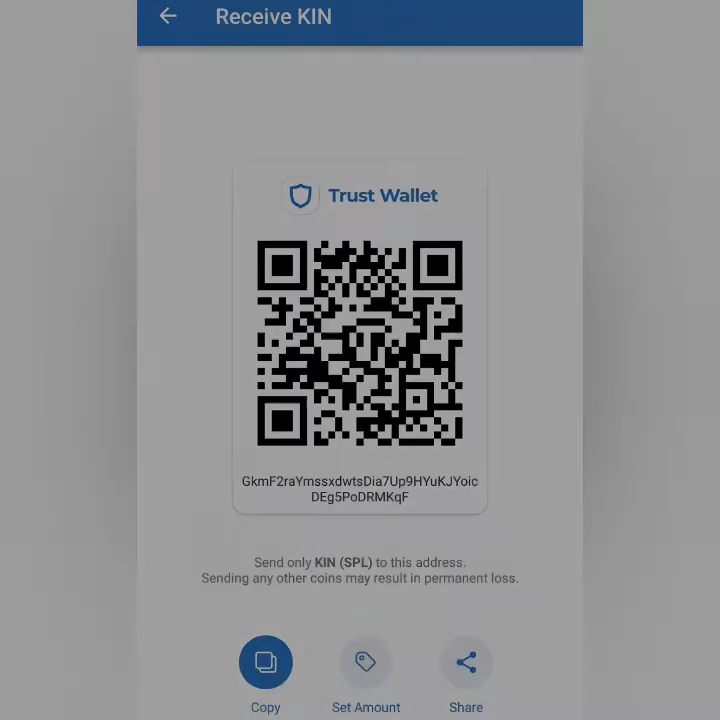 Receive KIN
Trust Wallet
GkmF2raYmssxdwtsDia7Up9HYuKJYoic
DEg5PoDRMKqF
Send only KIN (SPL) to this address.
Sending any other coins may result in permanent loss.
Copy
Set Amount
Share